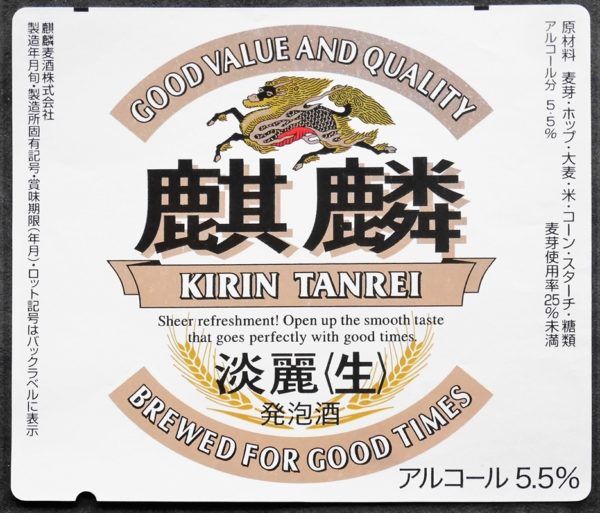 原材料 麦芽・ホップ・大麦・米・コーン・スターチ・糖類
麦芽使用率25%未満
アルコール分 5.5%
GOOD VALUE AND QUALITY
麒麟
KIRIN TANREI
Sheer refreshment! Open up the smooth taste
that goes perfectly with good times.
淡麗〈生〉
発泡酒
BREWED FOR GOOD TIMES
アルコール 5.5%
麒麟麦酒株式会社
製造年月旬・製造所固有記号・賞味期限(年月)・ロット記号はバックラベルに表示